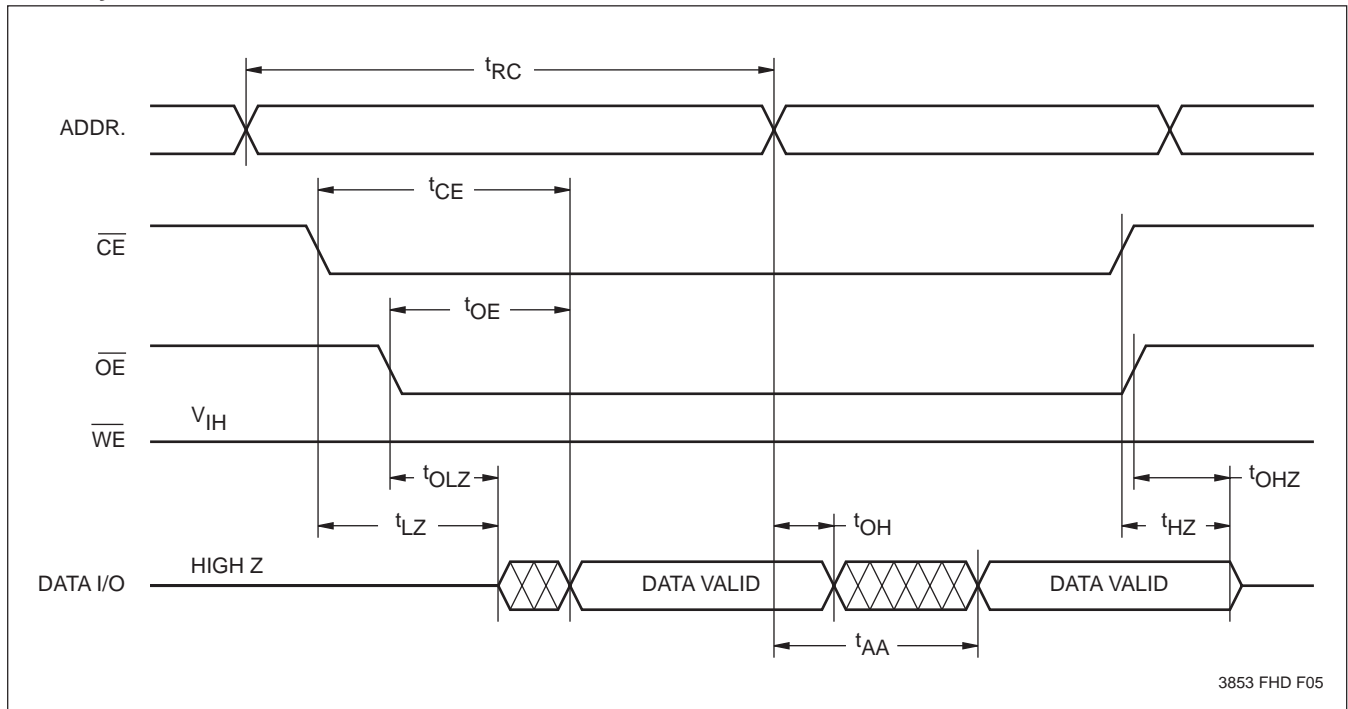 tRC
ADDR.
tCE
CE
tOE
OE
VIH
WE
tOLZ
tOHZ
tLZ
tOH
tHZ
HIGH Z
DATA I/O
DATA VALID
DATA VALID
tAA
3853 FHD F05